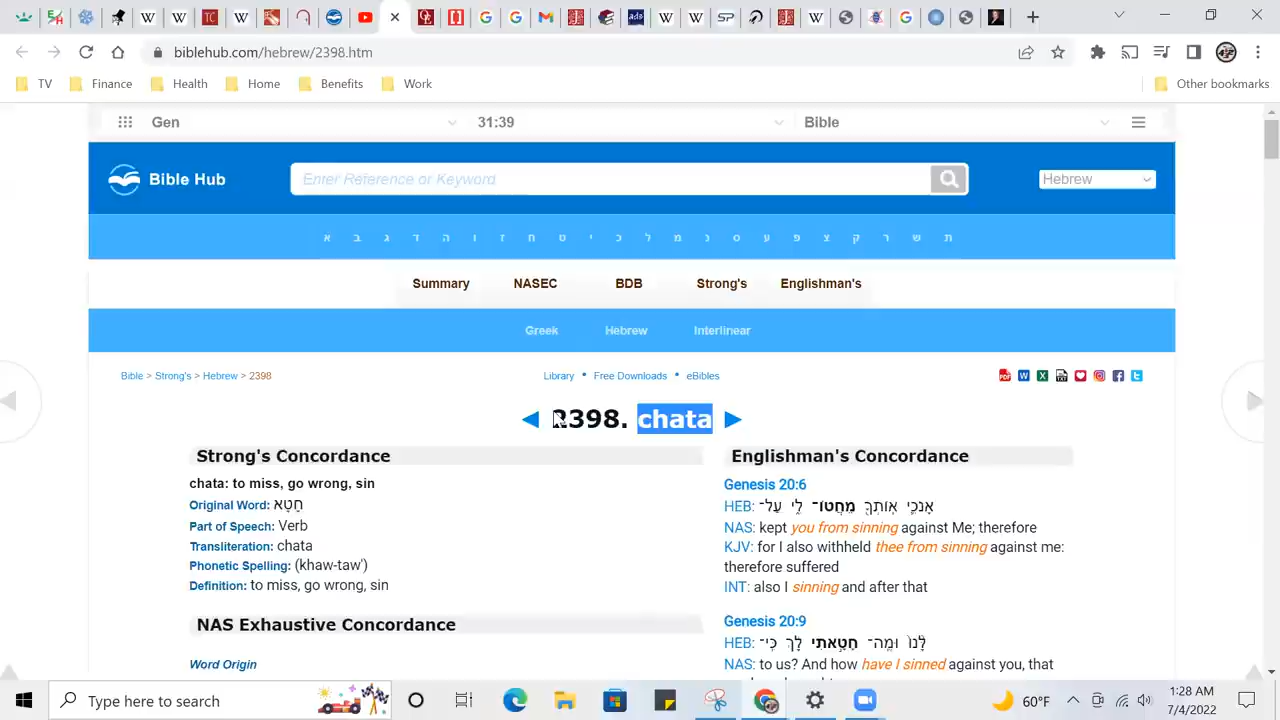 biblehub.com/hebrew/2398.htm
TV Finance Health Home Benefits Work Other bookmarks
Gen 31:39 Bible
Bible Hub Enter Reference or Keyword Hebrew
א ב ג ד ה ו ז ח ט י כ ל מ נ ס ע פ צ ק ר ש ת
Summary NASEC BDB Strong's Englishman's
Greek Hebrew Interlinear
Bible > Strong's > Hebrew > 2398 Library • Free Downloads • eBibles
2398. chata
Strong's Concordance
chata: to miss, go wrong, sin
Original Word: חָטָא
Part of Speech: Verb
Transliteration: chata
Phonetic Spelling: (khaw-taw')
Definition: to miss, go wrong, sin
NAS Exhaustive Concordance
Word Origin
Englishman's Concordance
Genesis 20:6
HEB: אָנֹכִ֛י אֽוֹתְךָ֖ מֵחֲטוֹ־ לִ֑י עַל־
NAS: kept you from sinning against Me; therefore
KJV: for I also withheld thee from sinning against me:
therefore suffered
INT: also I sinning and after that
Genesis 20:9
HEB: לָּ֙נוּ֙ וּמֶֽה־ חָטָ֣אתִי לָ֔ךְ כִּֽי־
NAS: to us? And how have I sinned against you, that
Type here to search 60°F 1:28 AM
7/4/2022